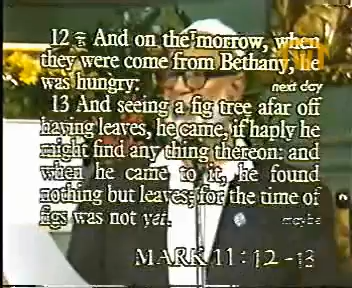 12 And on the morrow, when
they were come from Bethany, he
was hungry: next day
13 And seeing a fig tree afar off
having leaves, he came, if haply he
might find any thing thereon: and
when he came to it, he found
nothing but leaves; for the time of
figs was not yet. maybe
MARK 11 : 12 - 13